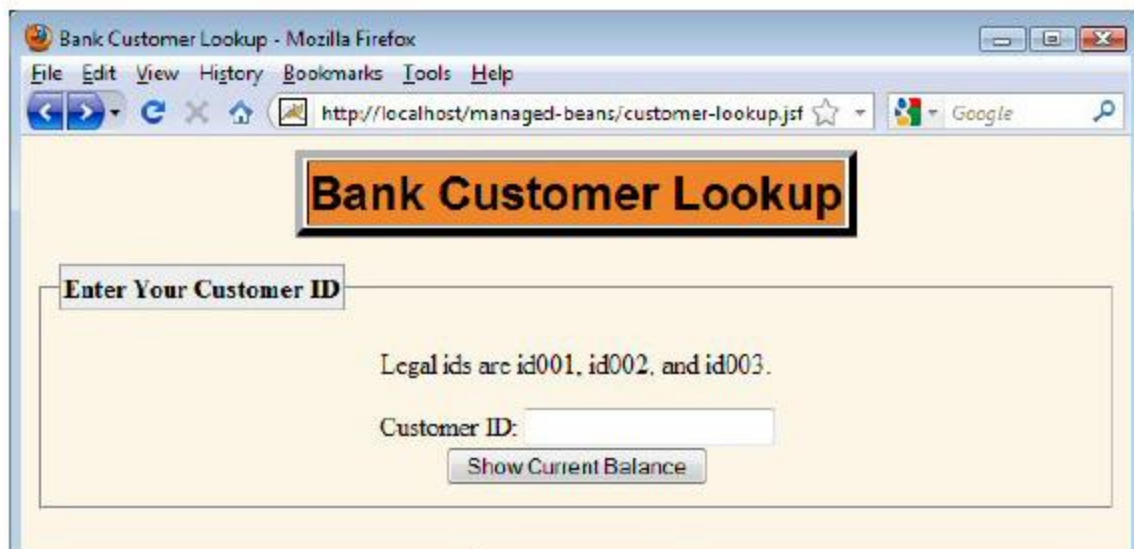 Bank Customer Lookup - Mozilla Firefox
File Edit View History Bookmarks Tools Help
http://localhost/managed-beans/customer-lookup.jsf Google
Bank Customer Lookup
Enter Your Customer ID
Legal ids are id001, id002, and id003.
Customer ID:
Show Current Balance